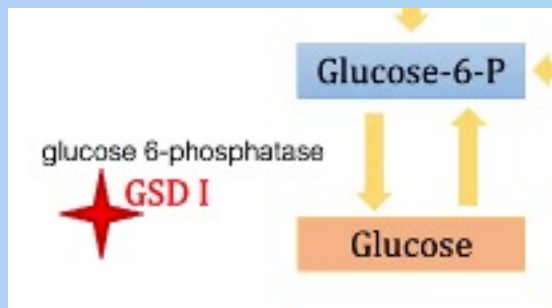 Glucose-6-P
glucose 6-phosphatase
GSD I
Glucose